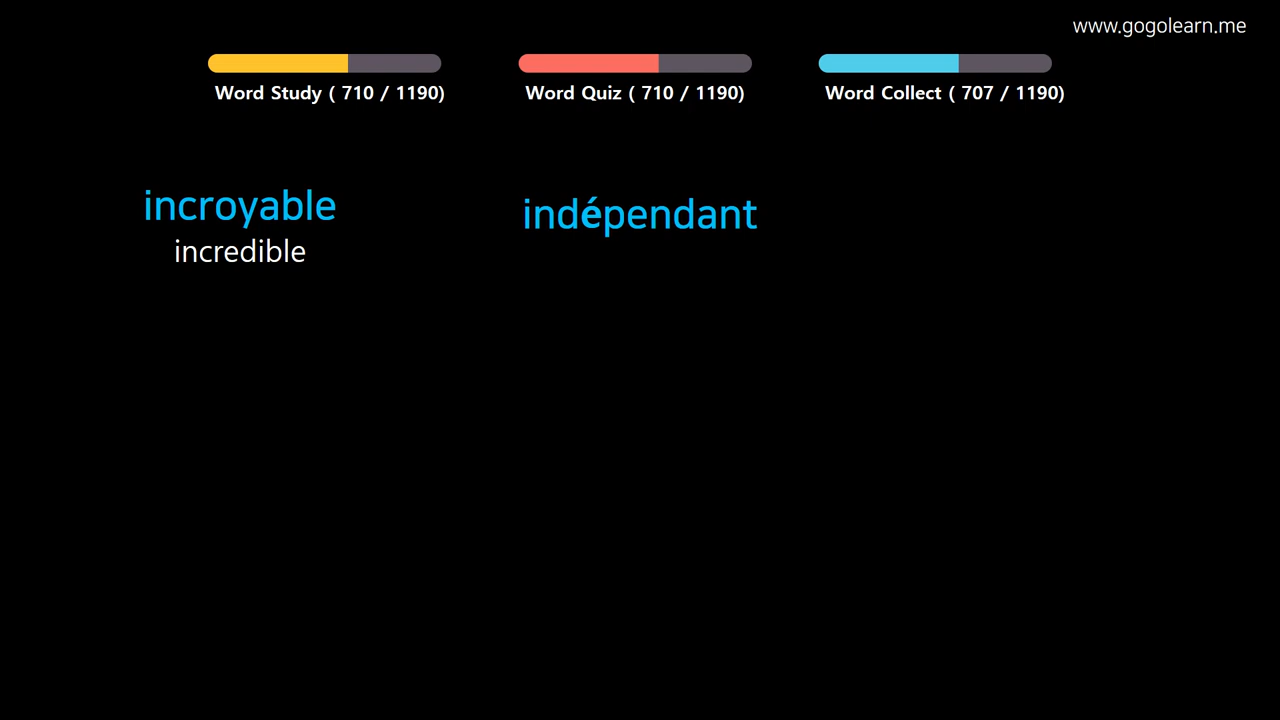 www.gogolearn.me
Word Study ( 710 / 1190)
Word Quiz ( 710 / 1190)
Word Collect ( 707 / 1190)
incroyable
incredible
indépendant